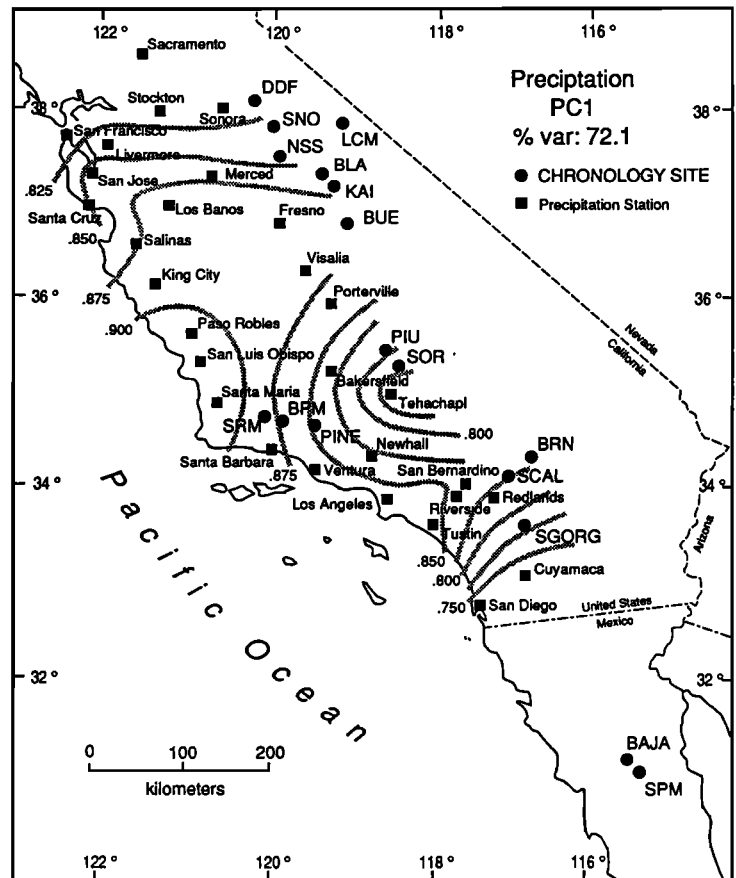 122° 120° 118° 116°
Sacramento
Preciptation
PC1
% var: 72.1
CHRONOLOGY SITE
Precipitation Station
DDF
Stockton
38° 38°
Sonora
SNO
LCM
San Francisco
NSS
Livermore
BLA
.825
San Jose
Merced
KAI
Santa Cruz
Los Banos
Fresno
BUE
.850
Salinas
Visalia
King City
.875
Porterville
36° 36°
.900
Paso Robles
PIU
Nevada
California
San Luis Obispo
SOR
Bakersfield
Santa Maria
Tehachapl
BPM
SRM
PINE
.800
Newhall
BRN
Santa Barbara
.875
Ventura
San Bernardino
SCAL
34° 34°
Los Angeles
Riverside
Redlands
Tustin
SGORG
Arizona
.850
Cuyamaca
.800
.750
San Diego
United States
Mexico
Pacific Ocean
32° 32°
BAJA
SPM
0 100 200
kilometers
122° 120° 118° 116°